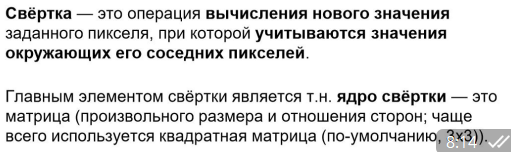 Свёртка — это операция вычисления нового значения
заданного пикселя, при которой учитываются значения
окружающих его соседних пикселей.
Главным элементом свёртки является т.н. ядро свёртки — это
матрица (произвольного размера и отношения сторон; чаще
всего используется квадратная матрица (по-умолчанию, 3х3)).
8:14